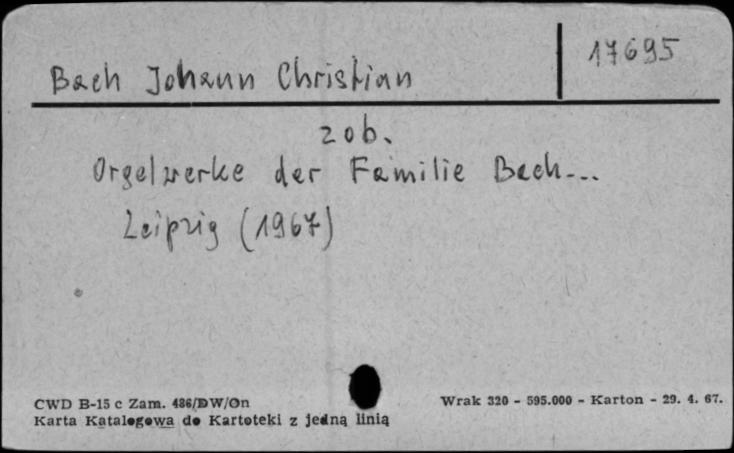 Bach Johann Christian
17695
zob.
Orgelwerke der Familie Bach...
Leipzig (1967)
CWD B-15 c Zam. 486/DW/Gn
Wrak 320 - 595.000 - Karton - 29. 4. 67.
Karta Katalogowa do Kartoteki z jedną linią